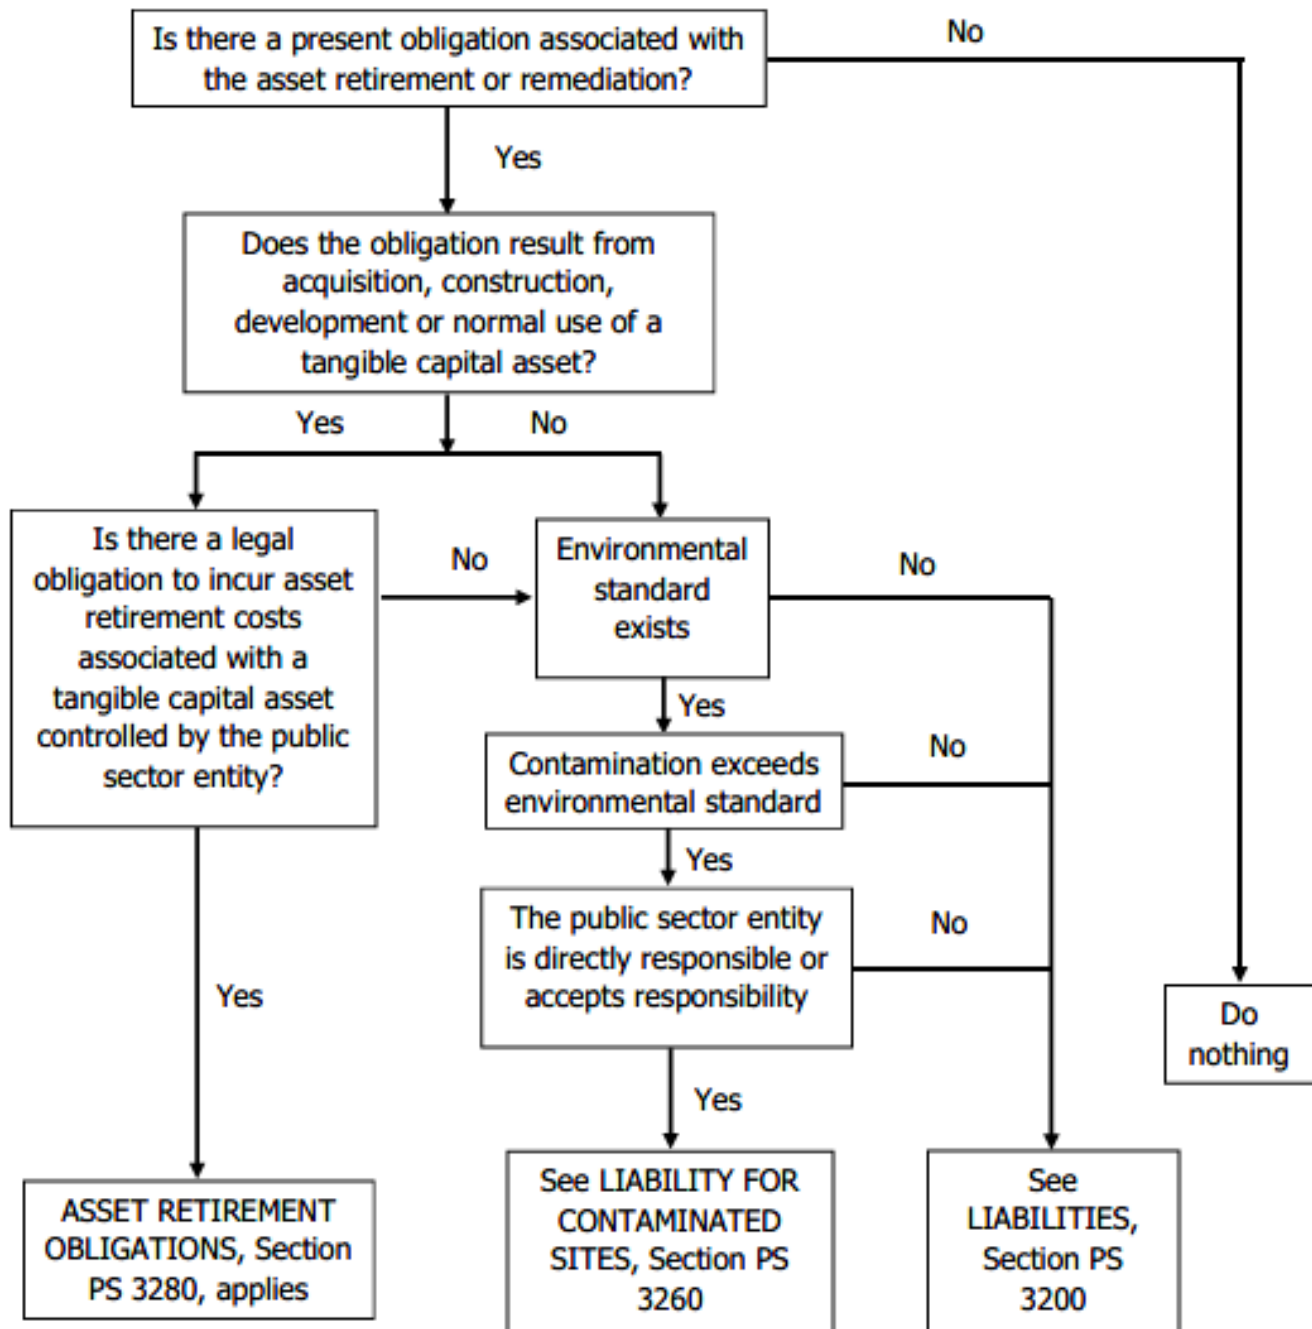 Is there a present obligation associated with
the asset retirement or remediation?
No
Yes
Does the obligation result from
acquisition, construction,
development or normal use of a
tangible capital asset?
Yes
No
Is there a legal
obligation to incur asset
retirement costs
associated with a
tangible capital asset
controlled by the public
sector entity?
No
Environmental
standard
exists
No
Yes
Contamination exceeds
environmental standard
No
Yes
The public sector entity
is directly responsible or
accepts responsibility
No
Yes
Yes
Do
nothing
ASSET RETIREMENT
OBLIGATIONS, Section
PS 3280, applies
See LIABILITY FOR
CONTAMINATED
SITES, Section PS
3260
See
LIABILITIES,
Section PS
3200